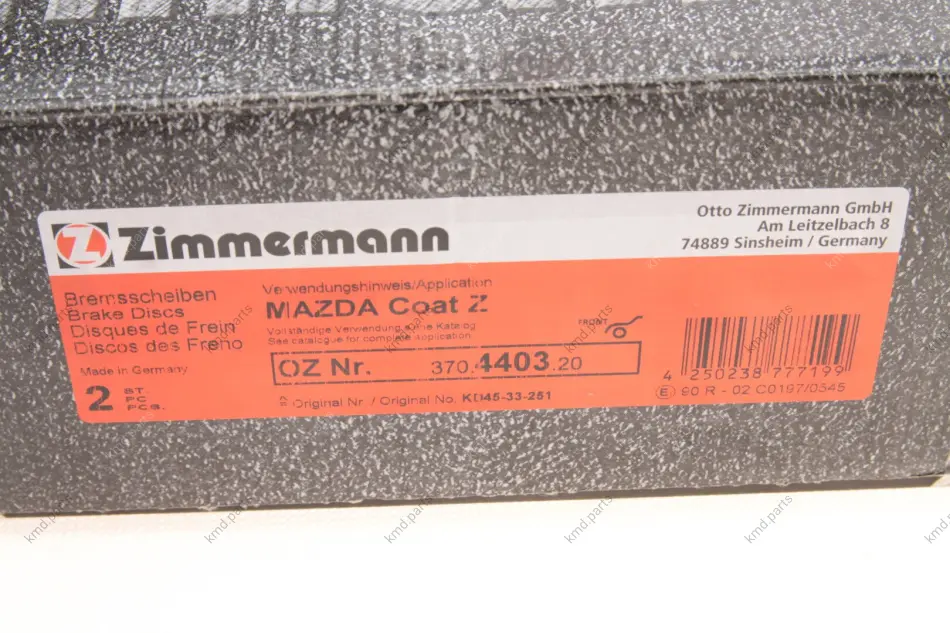 Zimmermann
Otto Zimmermann GmbH
Am Leitzelbach 8
74889 Sinsheim / Germany
Bremsscheiben
Brake Discs
Disques de Frein
Discos des Freno
Made in Germany
2 ST. PC PCS.
Verwendungshinweis/Application
MAZDA Coat Z
Vollständige Verwendung siehe Katalog
See catalogue for complete application
FRONT
OZ Nr. 370.4403.20
Original Nr. / Original No. KD45-33-251
4 250238 777199
E 90 R - 02 C0197/0545
kmd.parts